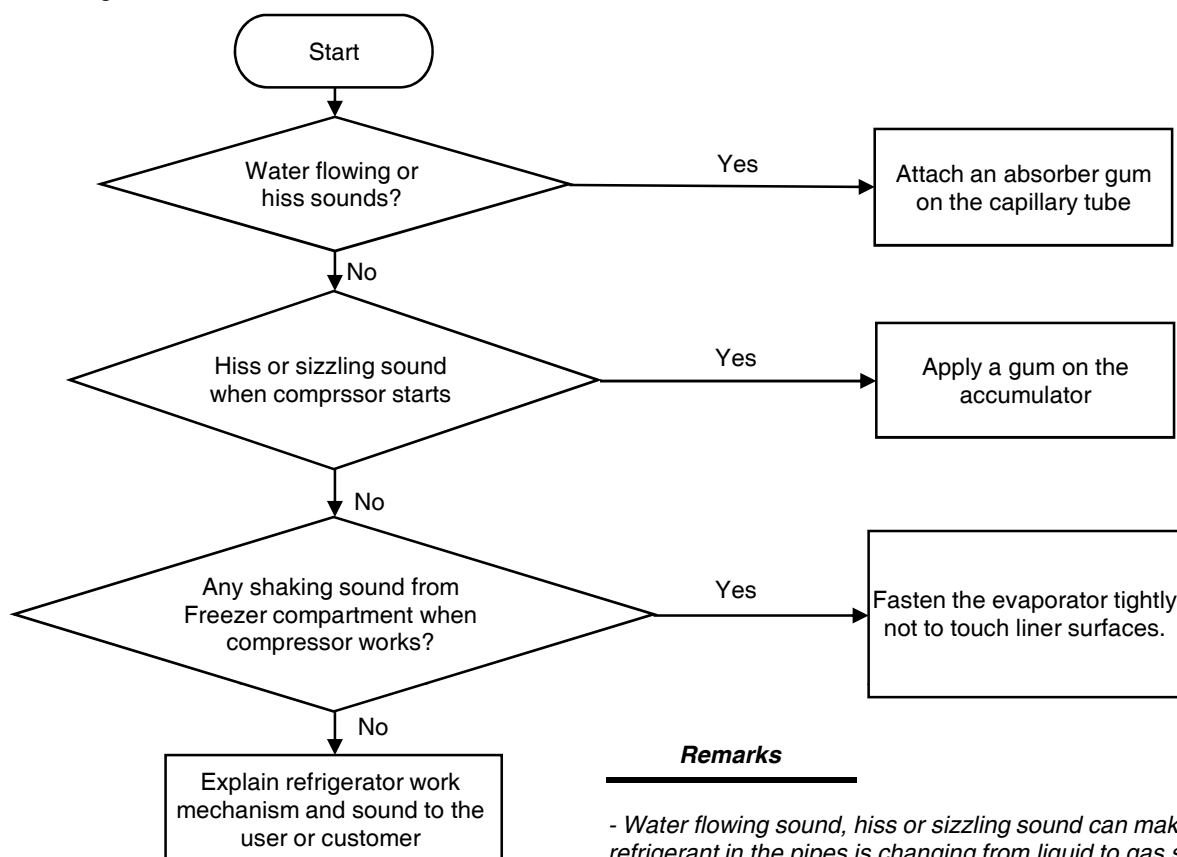 Start
Water flowing or
hiss sounds?
Yes
Attach an absorber gum
on the capillary tube
No
Hiss or sizzling sound
when comprssor starts
Yes
Apply a gum on the
accumulator
No
Any shaking sound from
Freezer compartment when
compressor works?
Yes
Fasten the evaporator tightly
not to touch liner surfaces.
No
Explain refrigerator work
mechanism and sound to the
user or customer
Remarks
- Water flowing sound, hiss or sizzling sound can mak
refrigerant in the pipes is changing from liquid to gas s